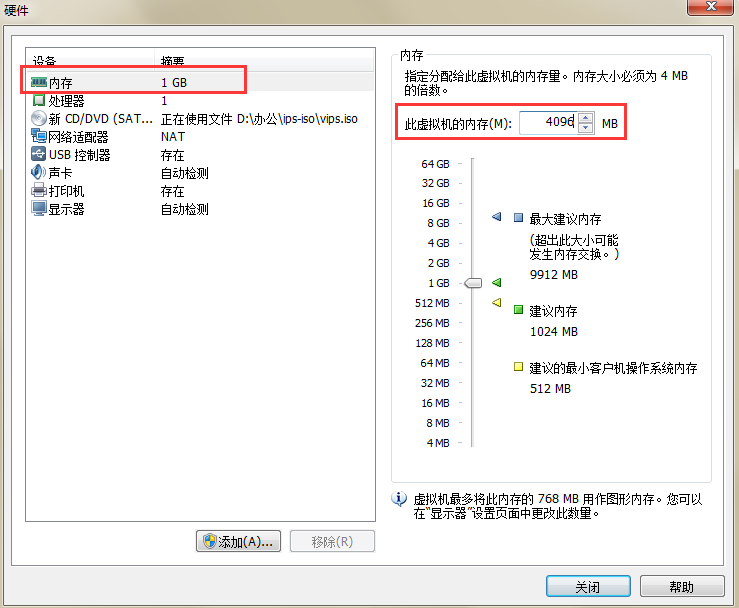 硬件
设备 摘要
内存 1 GB
处理器 1
新 CD/DVD (SAT... 正在使用文件 D:\办公\ips-iso\vips.iso
网络适配器 NAT
USB 控制器 存在
声卡 自动检测
打印机 存在
显示器 自动检测
添加(A)...
移除(R)
内存
指定分配给此虚拟机的内存量。内存大小必须为 4 MB
的倍数。
此虚拟机的内存(M): 4096 MB
64 GB
32 GB
16 GB
8 GB
4 GB
2 GB
1 GB
512 MB
256 MB
128 MB
64 MB
32 MB
16 MB
8 MB
4 MB
最大建议内存
(超出此大小可能
发生内存交换。)
9912 MB
建议内存
1024 MB
建议的最小客户机操作系统内存
512 MB
虚拟机最多将此内存的 768 MB 用作图形内存。您可以
在“显示器”设置页面中更改此数量。
关闭
帮助